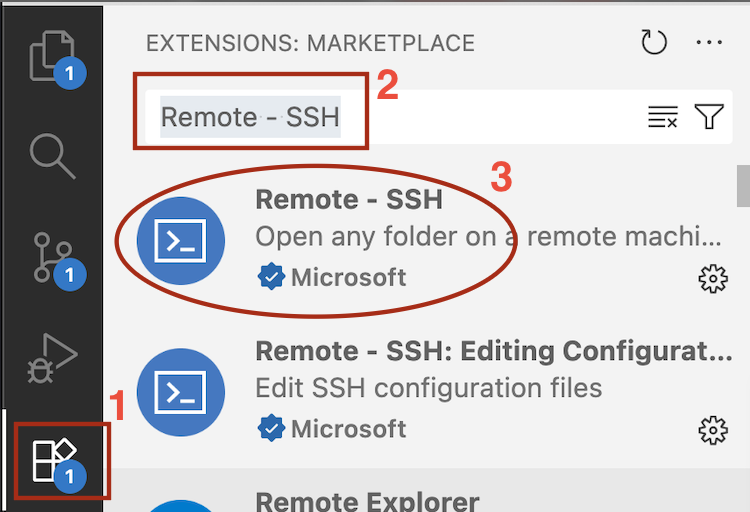 EXTENSIONS: MARKETPLACE
1
2
Remote - SSH
3
Remote - SSH
Open any folder on a remote machi...
Microsoft
1
Remote - SSH: Editing Configurat...
Edit SSH configuration files
Microsoft
1
1
Remote Explorer